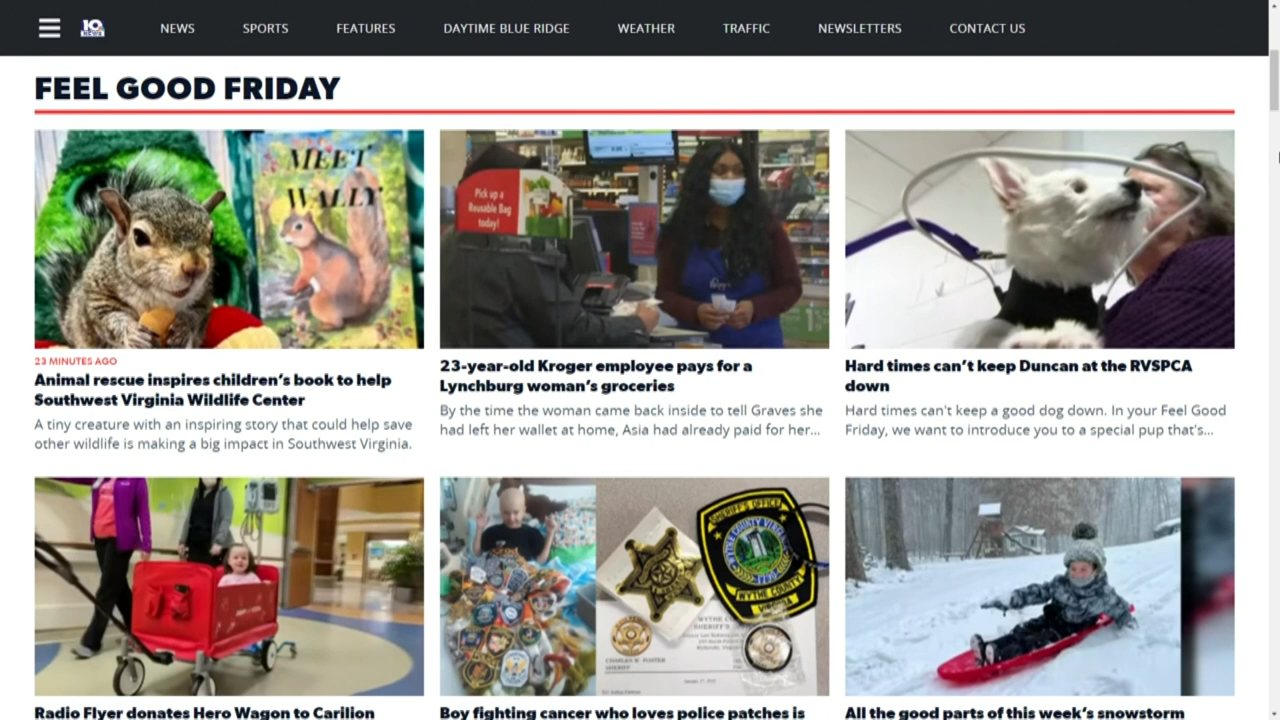 10
NEWS
NEWS
SPORTS
FEATURES
DAYTIME BLUE RIDGE
WEATHER
TRAFFIC
NEWSLETTERS
CONTACT US
FEEL GOOD FRIDAY
MEET
WALLY
Pick up a
Reusable Bag
today!
23 MINUTES AGO
Animal rescue inspires children's book to help
Southwest Virginia Wildlife Center
A tiny creature with an inspiring story that could help save
other wildlife is making a big impact in Southwest Virginia.
23-year-old Kroger employee pays for a
Lynchburg woman's groceries
By the time the woman came back inside to tell Graves she
had left her wallet at home, Asia had already paid for her...
Hard times can't keep Duncan at the RVSPCA
down
Hard times can't keep a good dog down. In your Feel Good
Friday, we want to introduce you to a special pup that's...
SHERIFF'S OFFICE
WYTHE COUNTY
VIRGINIA
Radio Flyer donates Hero Wagon to Carilion
Boy fighting cancer who loves police patches is
All the good parts of this week's snowstorm